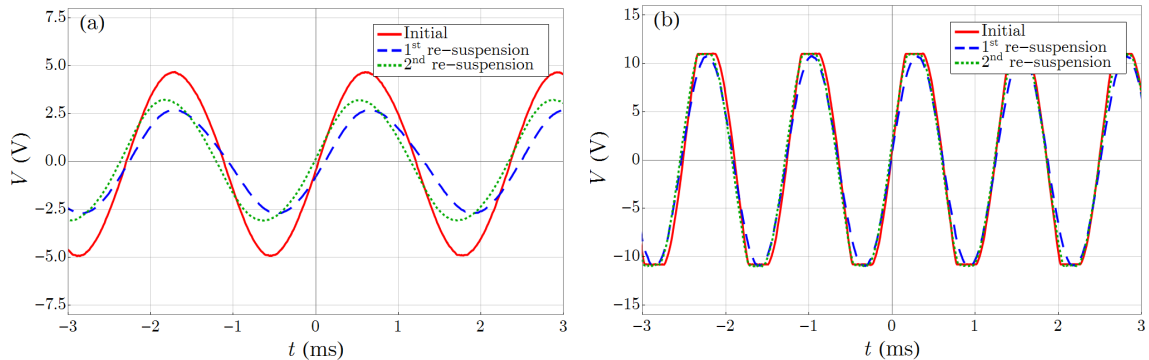 (a)
Initial
1st re-suspension
2nd re-suspension
7.5
5.0
2.5
0.0
−2.5
−5.0
−7.5
V (V)
−3
−2
−1
0
1
2
3
t (ms)
(b)
Initial
1st re-suspension
2nd re-suspension
15
10
5
0
−5
−10
−15
V (V)
−3
−2
−1
0
1
2
3
t (ms)